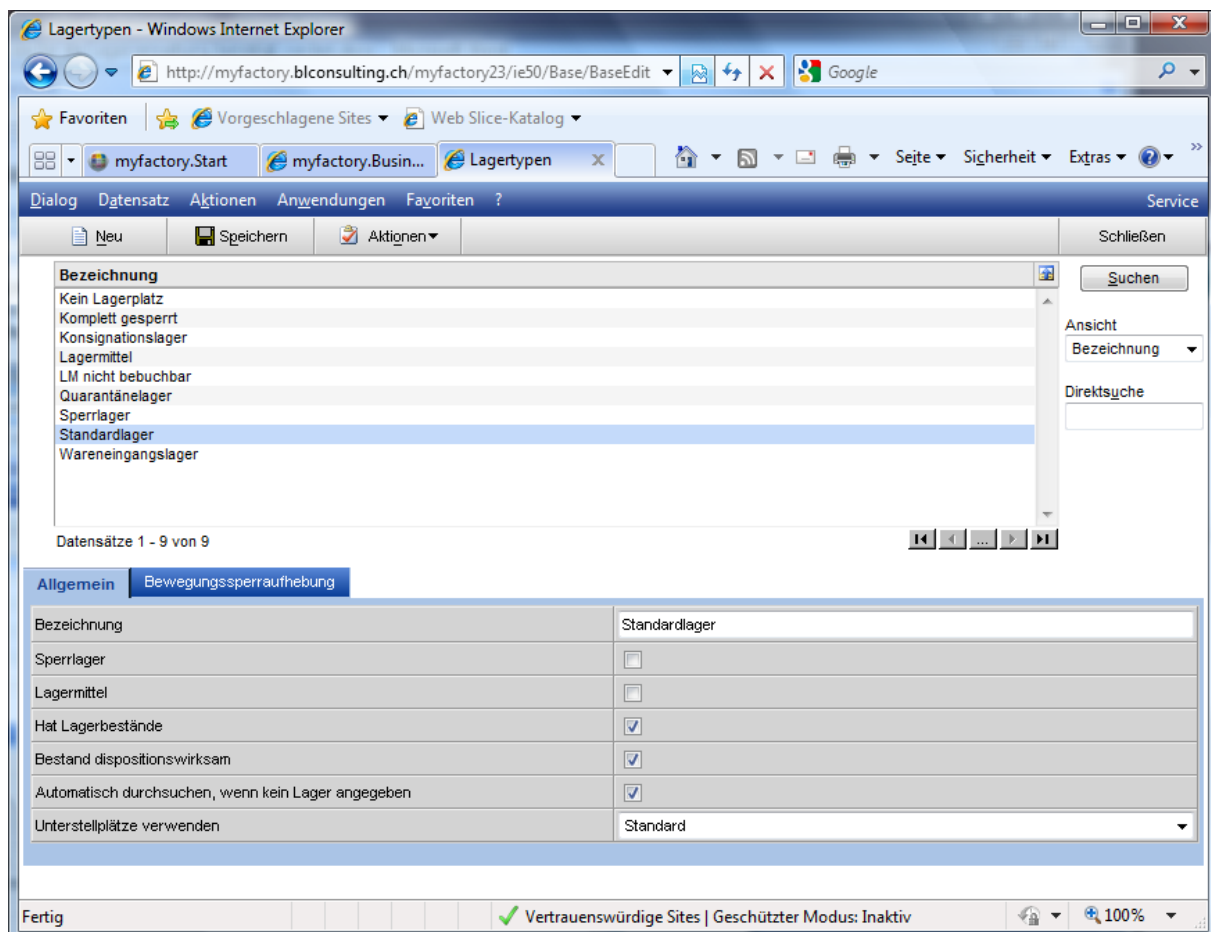 Lagertypen - Windows Internet Explorer
http://myfactory.blconsulting.ch/myfactory23/ie50/Base/BaseEdit
Google
Favoriten Vorgeschlagene Sites Web Slice-Katalog
myfactory.Start myfactory.Busin... Lagertypen x Seite Sicherheit Extras »
Dialog Datensatz Aktionen Anwendungen Favoriten ? Service
Neu Speichern Aktionen Schließen
Bezeichnung
Kein Lagerplatz
Komplett gesperrt
Konsignationslager
Lagermittel
LM nicht bebuchbar
Quarantänelager
Sperrlager
Standardlager
Wareneingangslager
Datensätze 1 - 9 von 9
...
Suchen
Ansicht
Bezeichnung
Direktsuche
Allgemein Bewegungssperraufhebung
Bezeichnung Standardlager
Sperrlager
Lagermittel
Hat Lagerbestände
Bestand dispositionswirksam
Automatisch durchsuchen, wenn kein Lager angegeben
Unterstellplätze verwenden Standard
Fertig Vertrauenswürdige Sites | Geschützter Modus: Inaktiv 100%